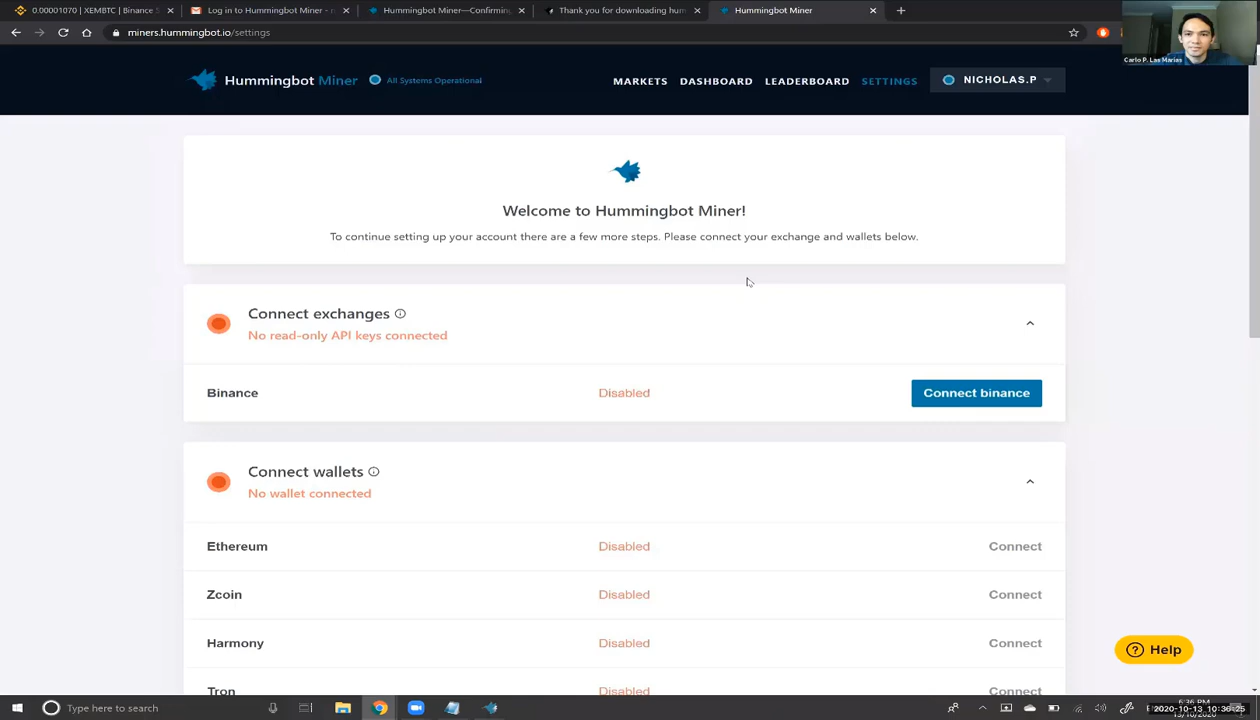 0.00001070 | XEMBTC | Binance S
Log in to Hummingbot Miner - r
Hummingbot Miner—Confirming
Thank you for downloading hum
Hummingbot Miner
miners.hummingbot.io/settings
Carlo P. Las Marias
Hummingbot Miner
All Systems Operational
MARKETS DASHBOARD LEADERBOARD SETTINGS NICHOLAS.P
Welcome to Hummingbot Miner!
To continue setting up your account there are a few more steps. Please connect your exchange and wallets below.
Connect exchanges
No read-only API keys connected
Binance Disabled Connect binance
Connect wallets
No wallet connected
Ethereum Disabled Connect
Zcoin Disabled Connect
Harmony Disabled Connect
Tron Disabled Connect
Help
Type here to search
2020-10-13 10:36:25